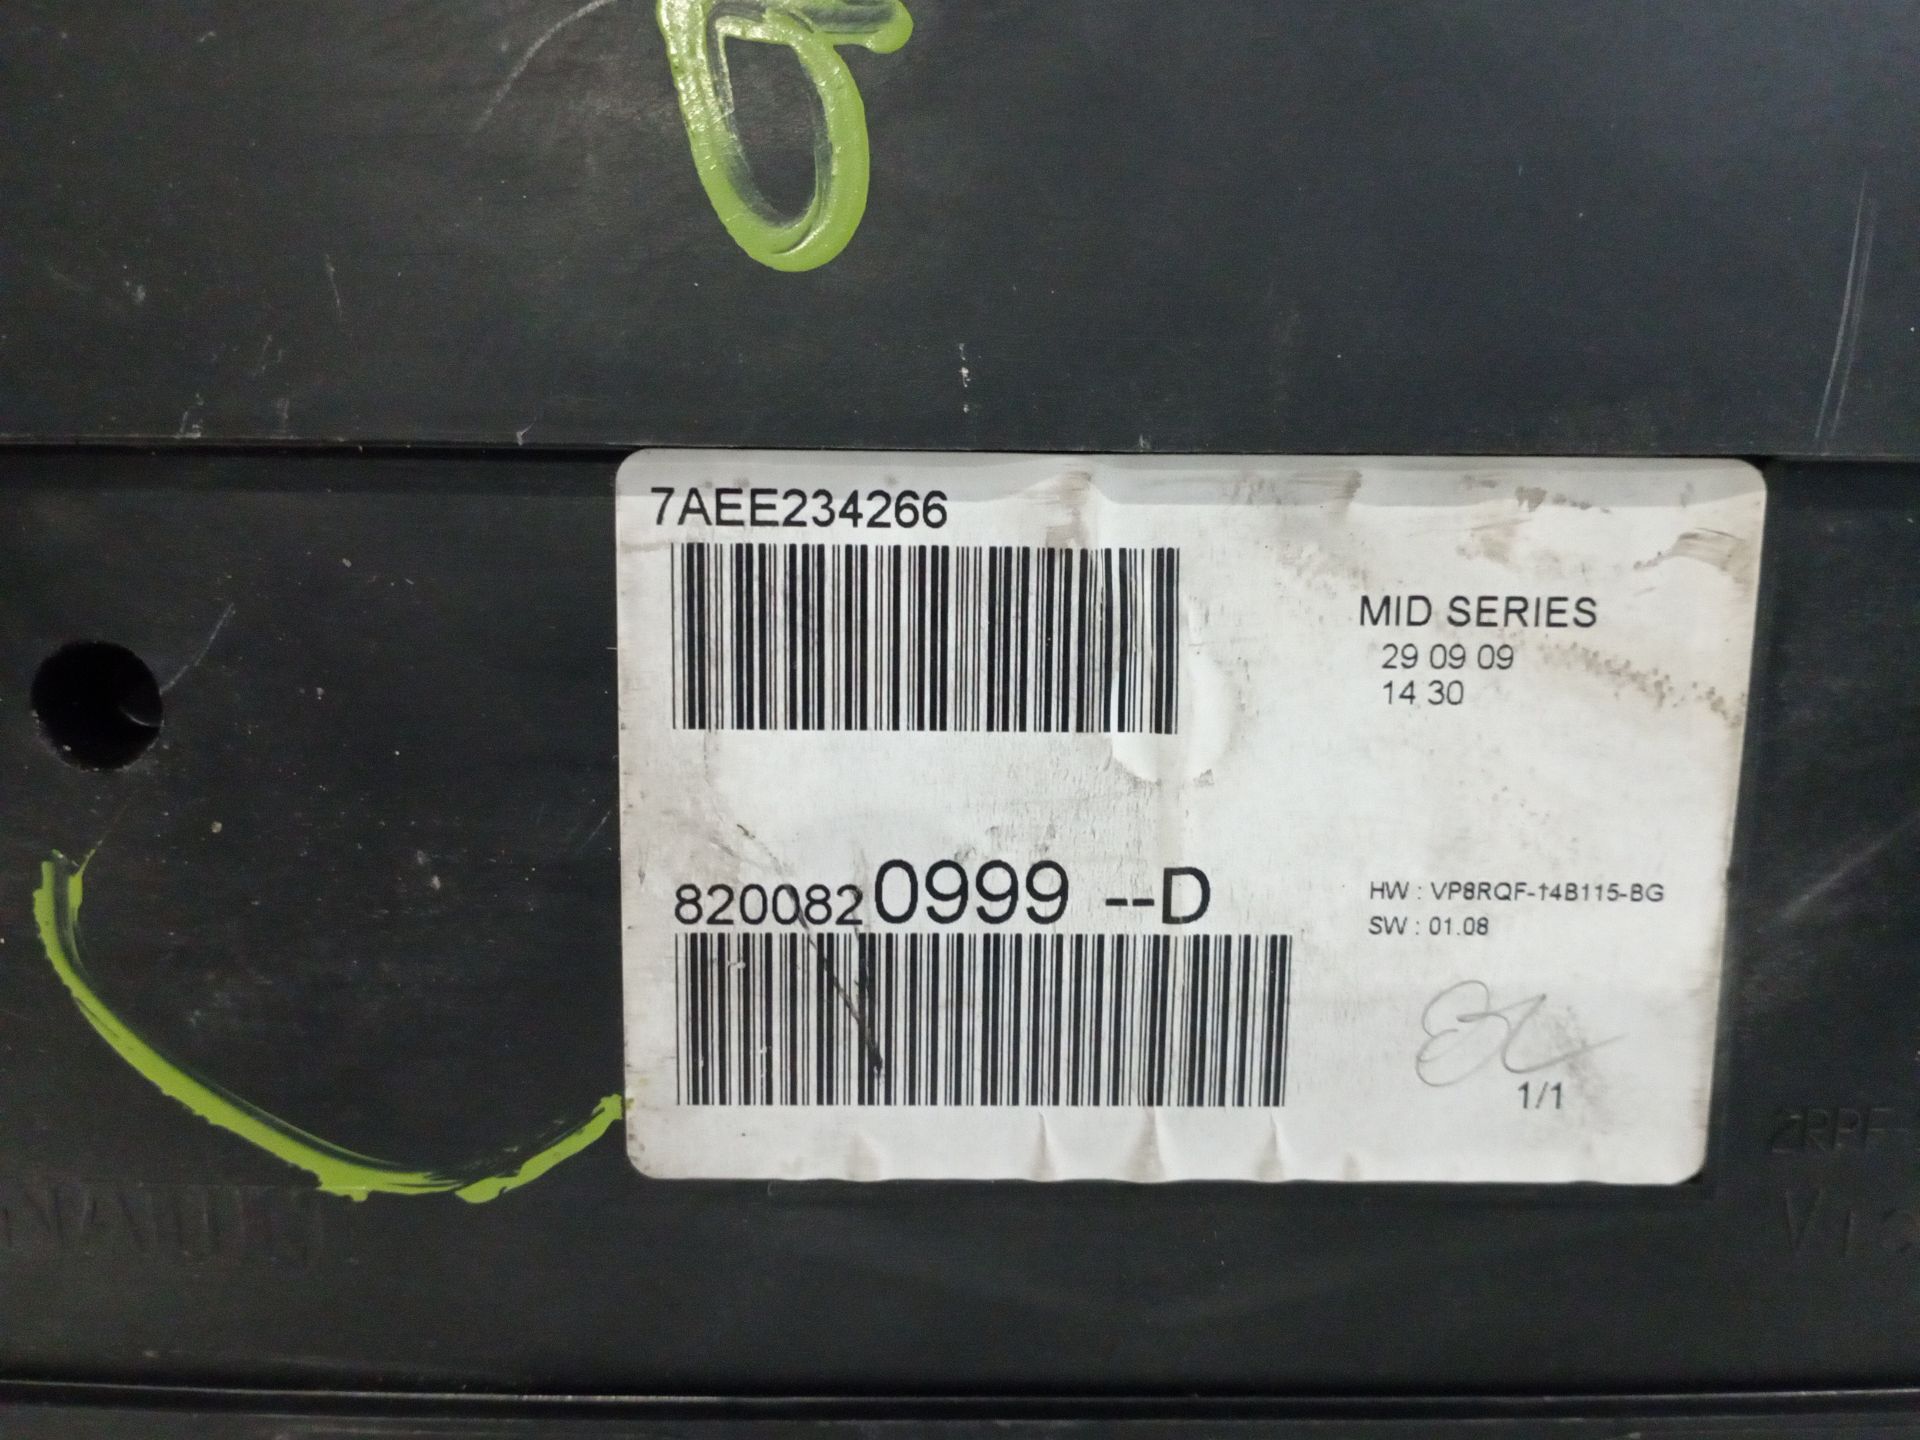 7AEE234266
MID SERIES
29 09 09
14 30
8200820999 --D
HW : VP8RQF-14B115-BG
SW : 01.08
1/1